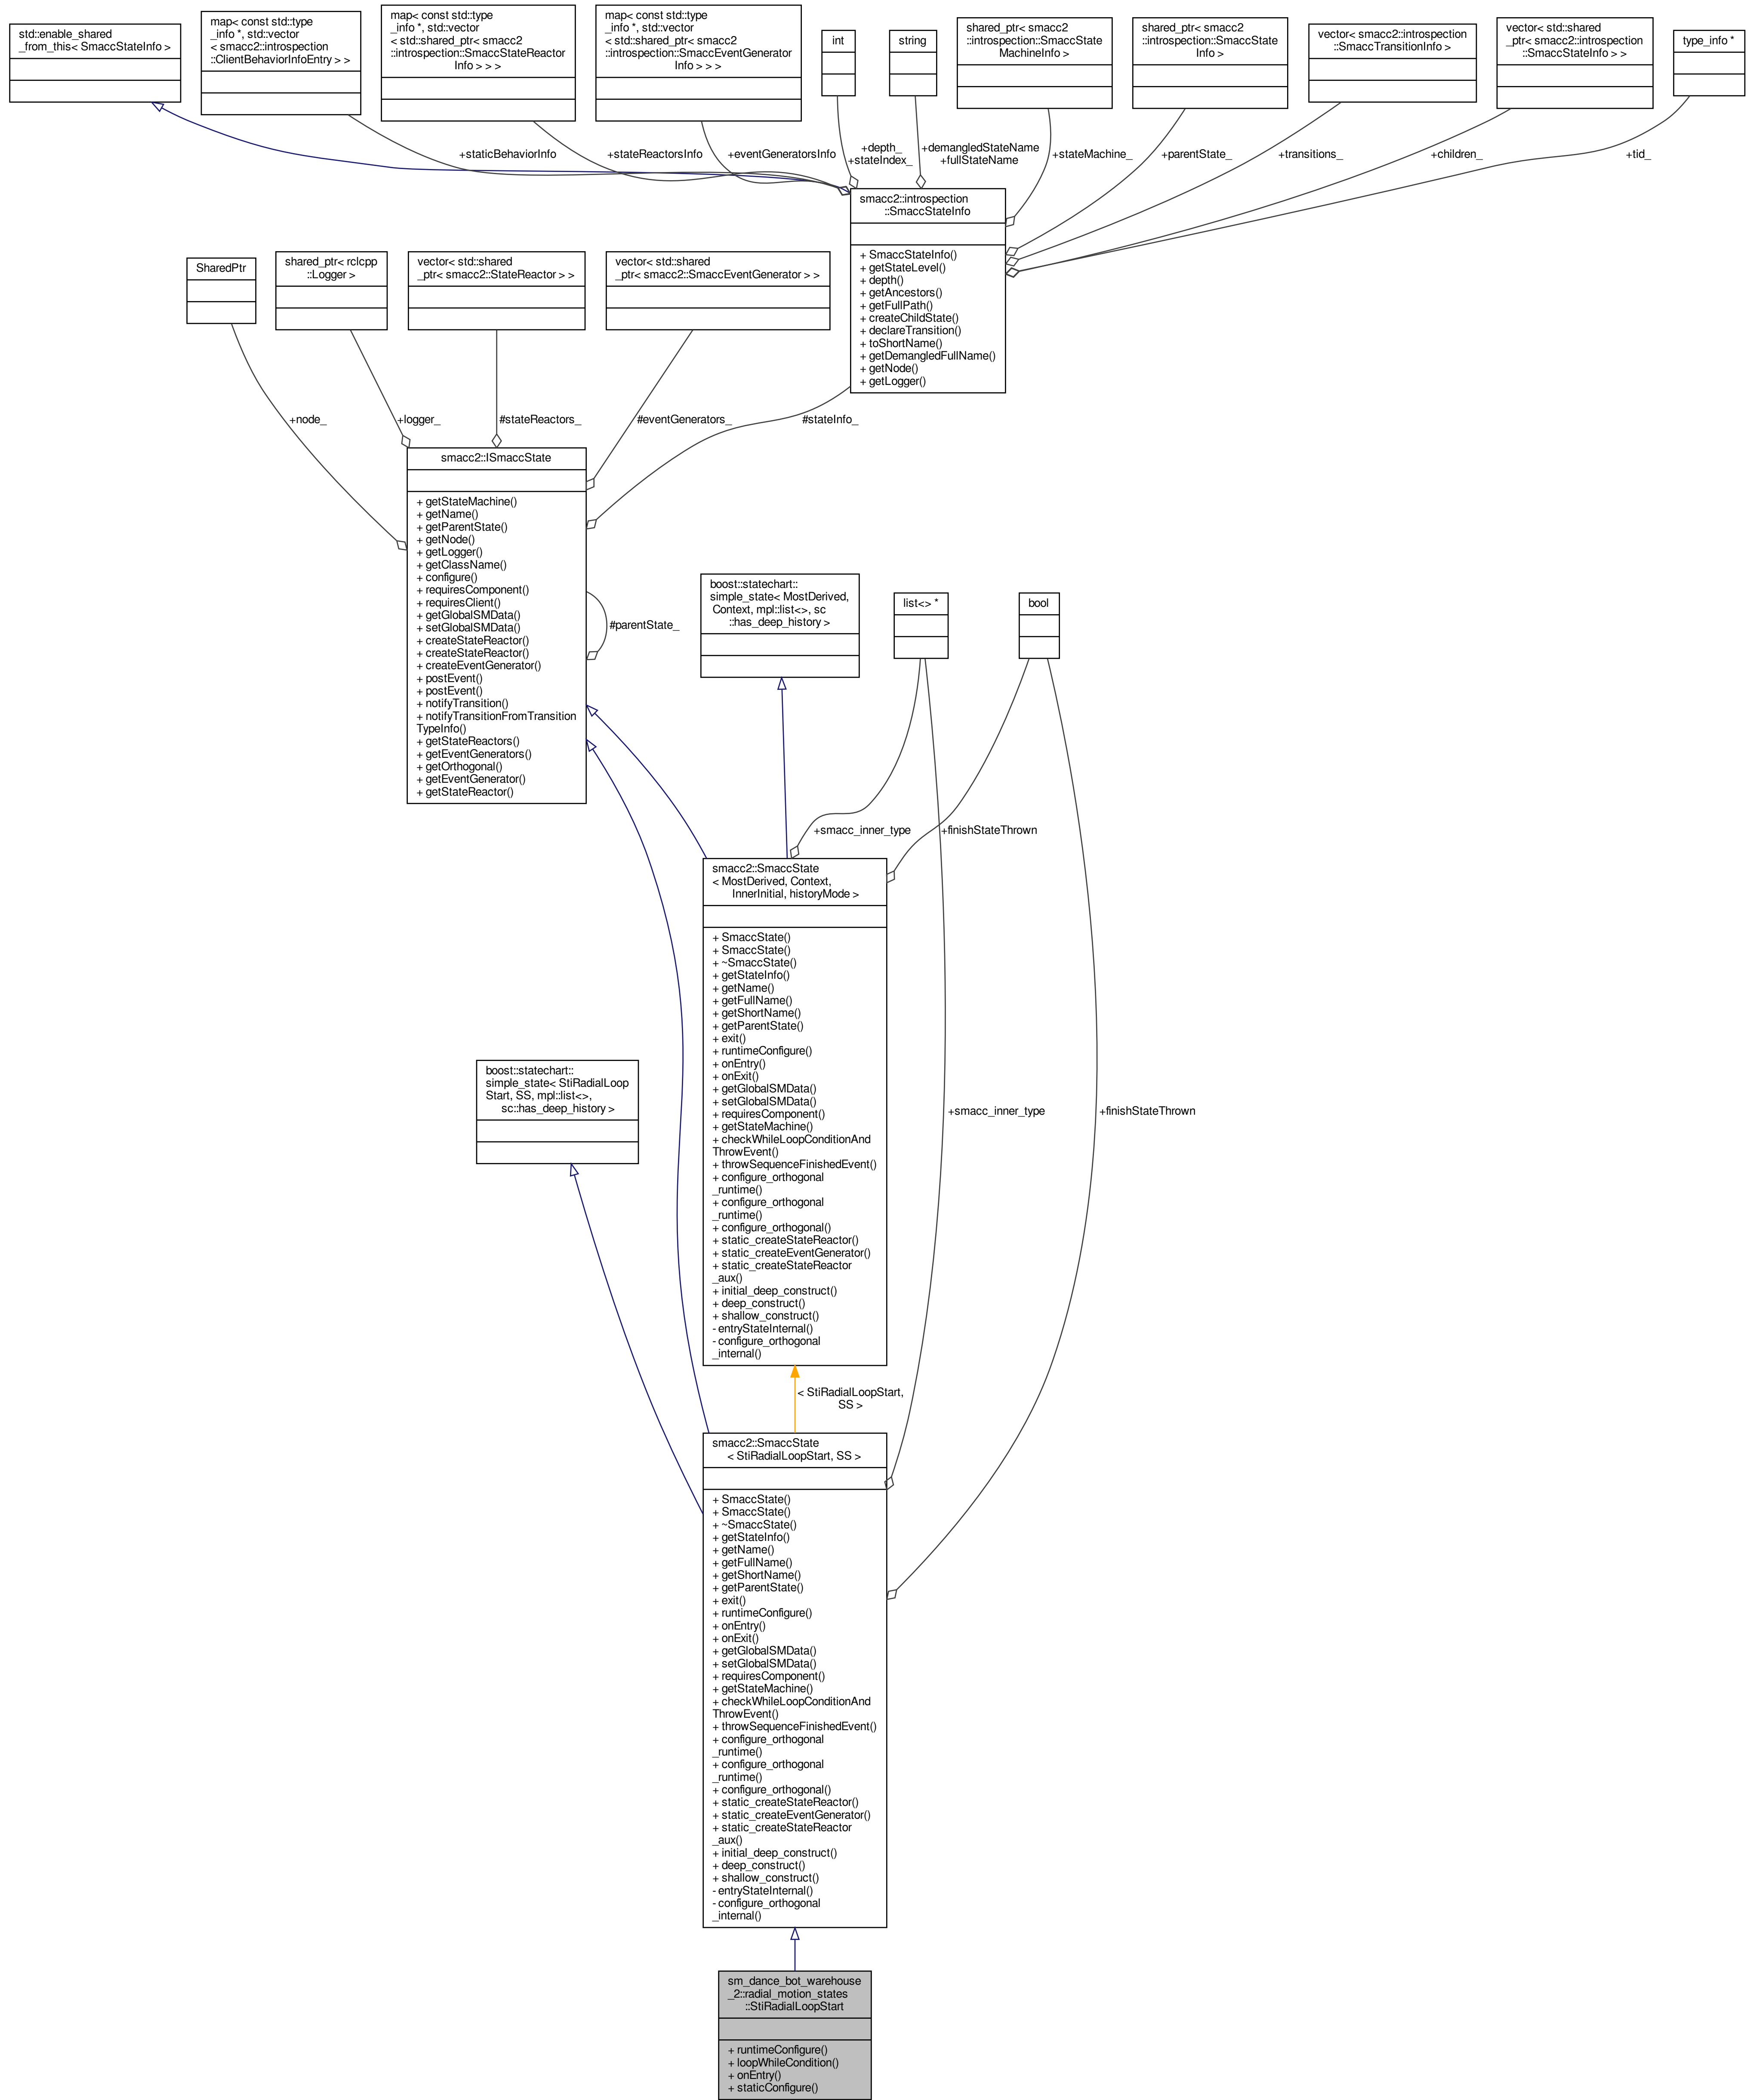 std::enable_shared
_from_this< SmaccStateInfo >
map< const std::type
_info *, std::vector
< smacc2::introspection
::ClientBehaviorInfoEntry > >
map< const std::type
_info *, std::vector
< std::shared_ptr< smacc2
::introspection::SmaccStateReactor
Info > > >
map< const std::type
_info *, std::vector
< std::shared_ptr< smacc2
::introspection::SmaccEventGenerator
Info > > >
int
string
shared_ptr< smacc2
::introspection::SmaccState
MachineInfo >
shared_ptr< smacc2
::introspection::SmaccState
Info >
vector< smacc2::introspection
::SmaccTransitionInfo >
vector< std::shared
_ptr< smacc2::introspection
::SmaccStateInfo > >
type_info *
+staticBehaviorInfo
+stateReactorsInfo
+eventGeneratorsInfo
+depth_
+stateIndex_
+demangledStateName
+fullStateName
+stateMachine_
+parentState_
+transitions_
+children_
+tid_
smacc2::introspection
::SmaccStateInfo
+ SmaccStateInfo()
+ getStateLevel()
+ depth()
+ getAncestors()
+ getFullPath()
+ createChildState()
+ declareTransition()
+ toShortName()
+ getDemangledFullName()
+ getNode()
+ getLogger()
SharedPtr
shared_ptr< rclcpp
::Logger >
vector< std::shared
_ptr< smacc2::StateReactor > >
vector< std::shared
_ptr< smacc2::SmaccEventGenerator > >
+node_
+logger_
#stateReactors_
#eventGenerators_
#stateInfo_
smacc2::ISmaccState
+ getStateMachine()
+ getName()
+ getParentState()
+ getNode()
+ getLogger()
+ getClassName()
+ configure()
+ requiresComponent()
+ requiresClient()
+ getGlobalSMData()
+ setGlobalSMData()
+ createStateReactor()
+ createStateReactor()
+ createEventGenerator()
+ postEvent()
+ postEvent()
+ notifyTransition()
+ notifyTransitionFromTransition
TypeInfo()
+ getStateReactors()
+ getEventGenerators()
+ getOrthogonal()
+ getEventGenerator()
+ getStateReactor()
#parentState_
boost::statechart::
simple_state< MostDerived,
Context, mpl::list<>, sc
::has_deep_history >
list<> *
bool
+smacc_inner_type
+finishStateThrown
smacc2::SmaccState
< MostDerived, Context,
InnerInitial, historyMode >
+ SmaccState()
+ SmaccState()
+ ~SmaccState()
+ getStateInfo()
+ getName()
+ getFullName()
+ getShortName()
+ getParentState()
+ exit()
+ runtimeConfigure()
+ onEntry()
+ onExit()
+ getGlobalSMData()
+ setGlobalSMData()
+ requiresComponent()
+ getStateMachine()
+ checkWhileLoopConditionAnd
ThrowEvent()
+ throwSequenceFinishedEvent()
+ configure_orthogonal
_runtime()
+ configure_orthogonal
_runtime()
+ configure_orthogonal()
+ static_createStateReactor()
+ static_createEventGenerator()
+ static_createStateReactor
_aux()
+ initial_deep_construct()
+ deep_construct()
+ shallow_construct()
- entryStateInternal()
- configure_orthogonal
_internal()
boost::statechart::
simple_state< StiRadialLoop
Start, SS, mpl::list<>,
sc::has_deep_history >
+smacc_inner_type
+finishStateThrown
< StiRadialLoopStart,
SS >
smacc2::SmaccState
< StiRadialLoopStart, SS >
+ SmaccState()
+ SmaccState()
+ ~SmaccState()
+ getStateInfo()
+ getName()
+ getFullName()
+ getShortName()
+ getParentState()
+ exit()
+ runtimeConfigure()
+ onEntry()
+ onExit()
+ getGlobalSMData()
+ setGlobalSMData()
+ requiresComponent()
+ getStateMachine()
+ checkWhileLoopConditionAnd
ThrowEvent()
+ throwSequenceFinishedEvent()
+ configure_orthogonal
_runtime()
+ configure_orthogonal
_runtime()
+ configure_orthogonal()
+ static_createStateReactor()
+ static_createEventGenerator()
+ static_createStateReactor
_aux()
+ initial_deep_construct()
+ deep_construct()
+ shallow_construct()
- entryStateInternal()
- configure_orthogonal
_internal()
sm_dance_bot_warehouse
_2::radial_motion_states
::StiRadialLoopStart
+ runtimeConfigure()
+ loopWhileCondition()
+ onEntry()
+ staticConfigure()